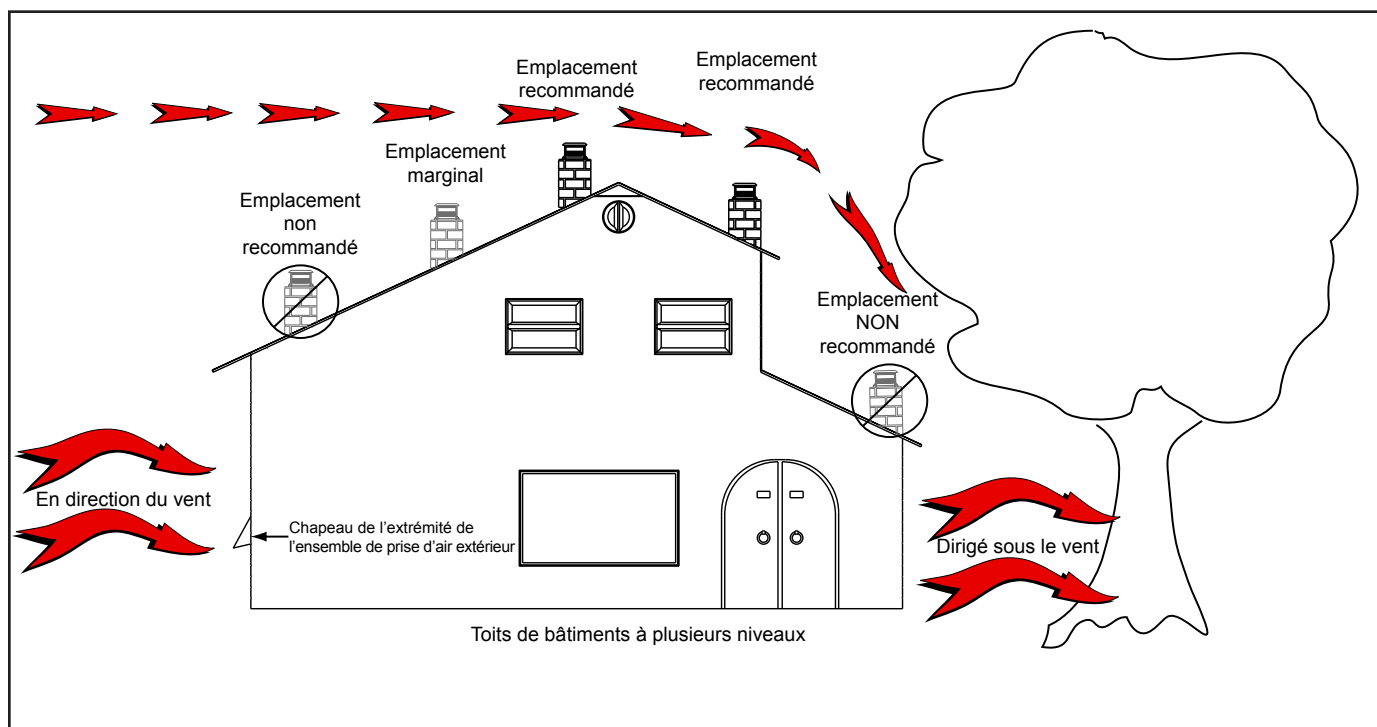 Emplacement
recommandé
Emplacement
recommandé
Emplacement
marginal
Emplacement
non
recommandé
Emplacement
NON
recommandé
En direction du vent
Chapeau de l’extrémité de
l’ensemble de prise d’air extérieur
Dirigé sous le vent
Toits de bâtiments à plusieurs niveaux